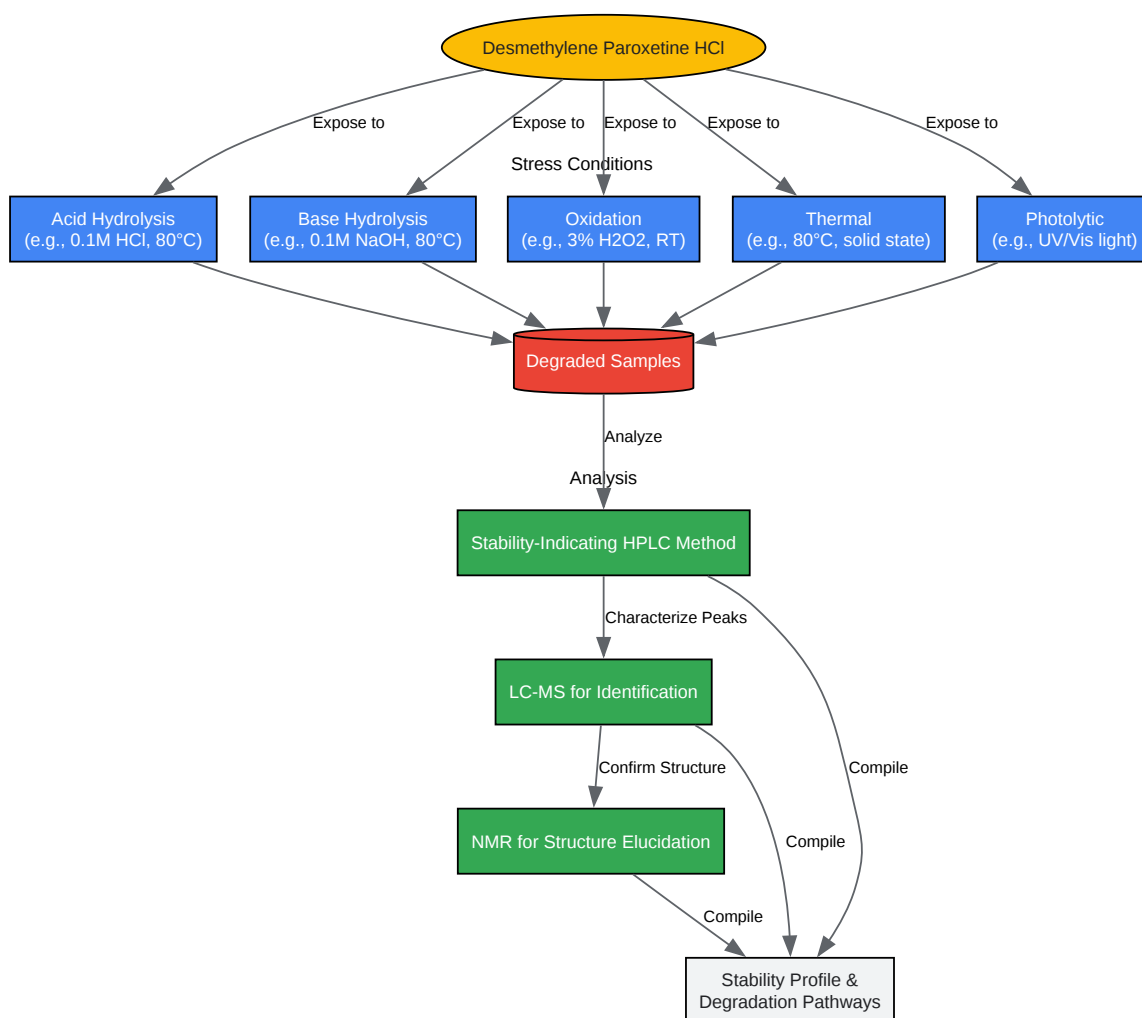 Desmethylene Paroxetine HCl
Expose to
Expose to
Expose to
Expose to
Expose to
Stress Conditions
Acid Hydrolysis
(e.g., 0.1M HCl, 80°C)
Base Hydrolysis
(e.g., 0.1M NaOH, 80°C)
Oxidation
(e.g., 3% H2O2, RT)
Thermal
(e.g., 80°C, solid state)
Photolytic
(e.g., UV/Vis light)
Degraded Samples
Analyze
Analysis
Stability-Indicating HPLC Method
Characterize Peaks
LC-MS for Identification
Confirm Structure
Compile
NMR for Structure Elucidation
Compile
Compile
Stability Profile &
Degradation Pathways